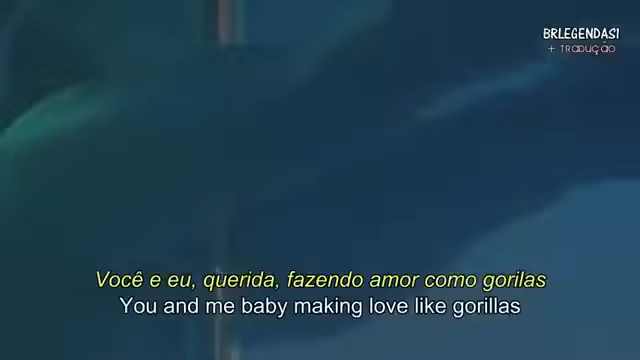 BRLEGENDAS!
+ TRADUÇÃO
Você e eu, querida, fazendo amor como gorilas
You and me baby making love like gorillas